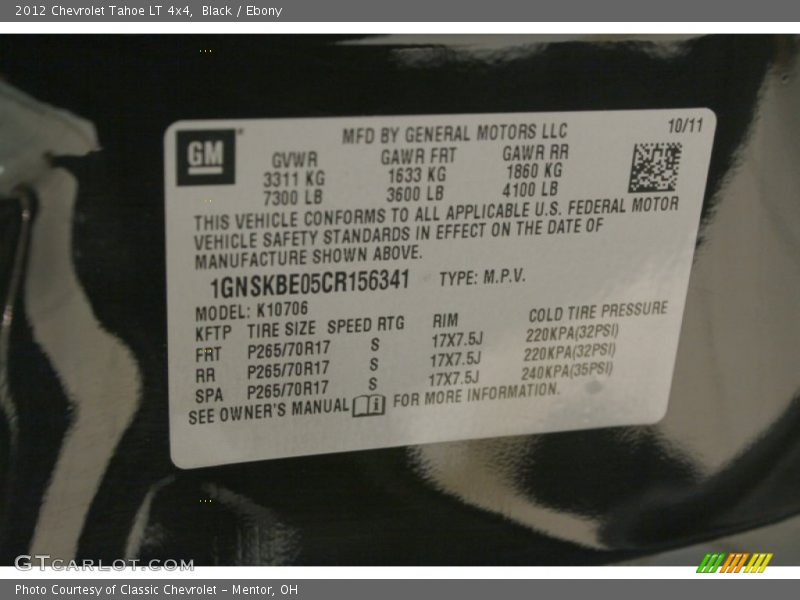 2012 Chevrolet Tahoe LT 4x4, Black / Ebony
GM
MFD BY GENERAL MOTORS LLC 10/11
GVWR GAWR FRT GAWR RR
3311 KG 1633 KG 1860 KG
7300 LB 3600 LB 4100 LB
THIS VEHICLE CONFORMS TO ALL APPLICABLE U.S. FEDERAL MOTOR
VEHICLE SAFETY STANDARDS IN EFFECT ON THE DATE OF
MANUFACTURE SHOWN ABOVE.
1GNSKBE05CR156341 TYPE: M.P.V.
MODEL: K10706
KFTP TIRE SIZE SPEED RTG RIM COLD TIRE PRESSURE
FRT P265/70R17 S 17X7.5J 220KPA(32PSI)
RR P265/70R17 S 17X7.5J 220KPA(32PSI)
SPA P265/70R17 S 17X7.5J 240KPA(35PSI)
SEE OWNER'S MANUAL i FOR MORE INFORMATION.
GTCARLOT.COM
Photo Courtesy of Classic Chevrolet - Mentor, OH